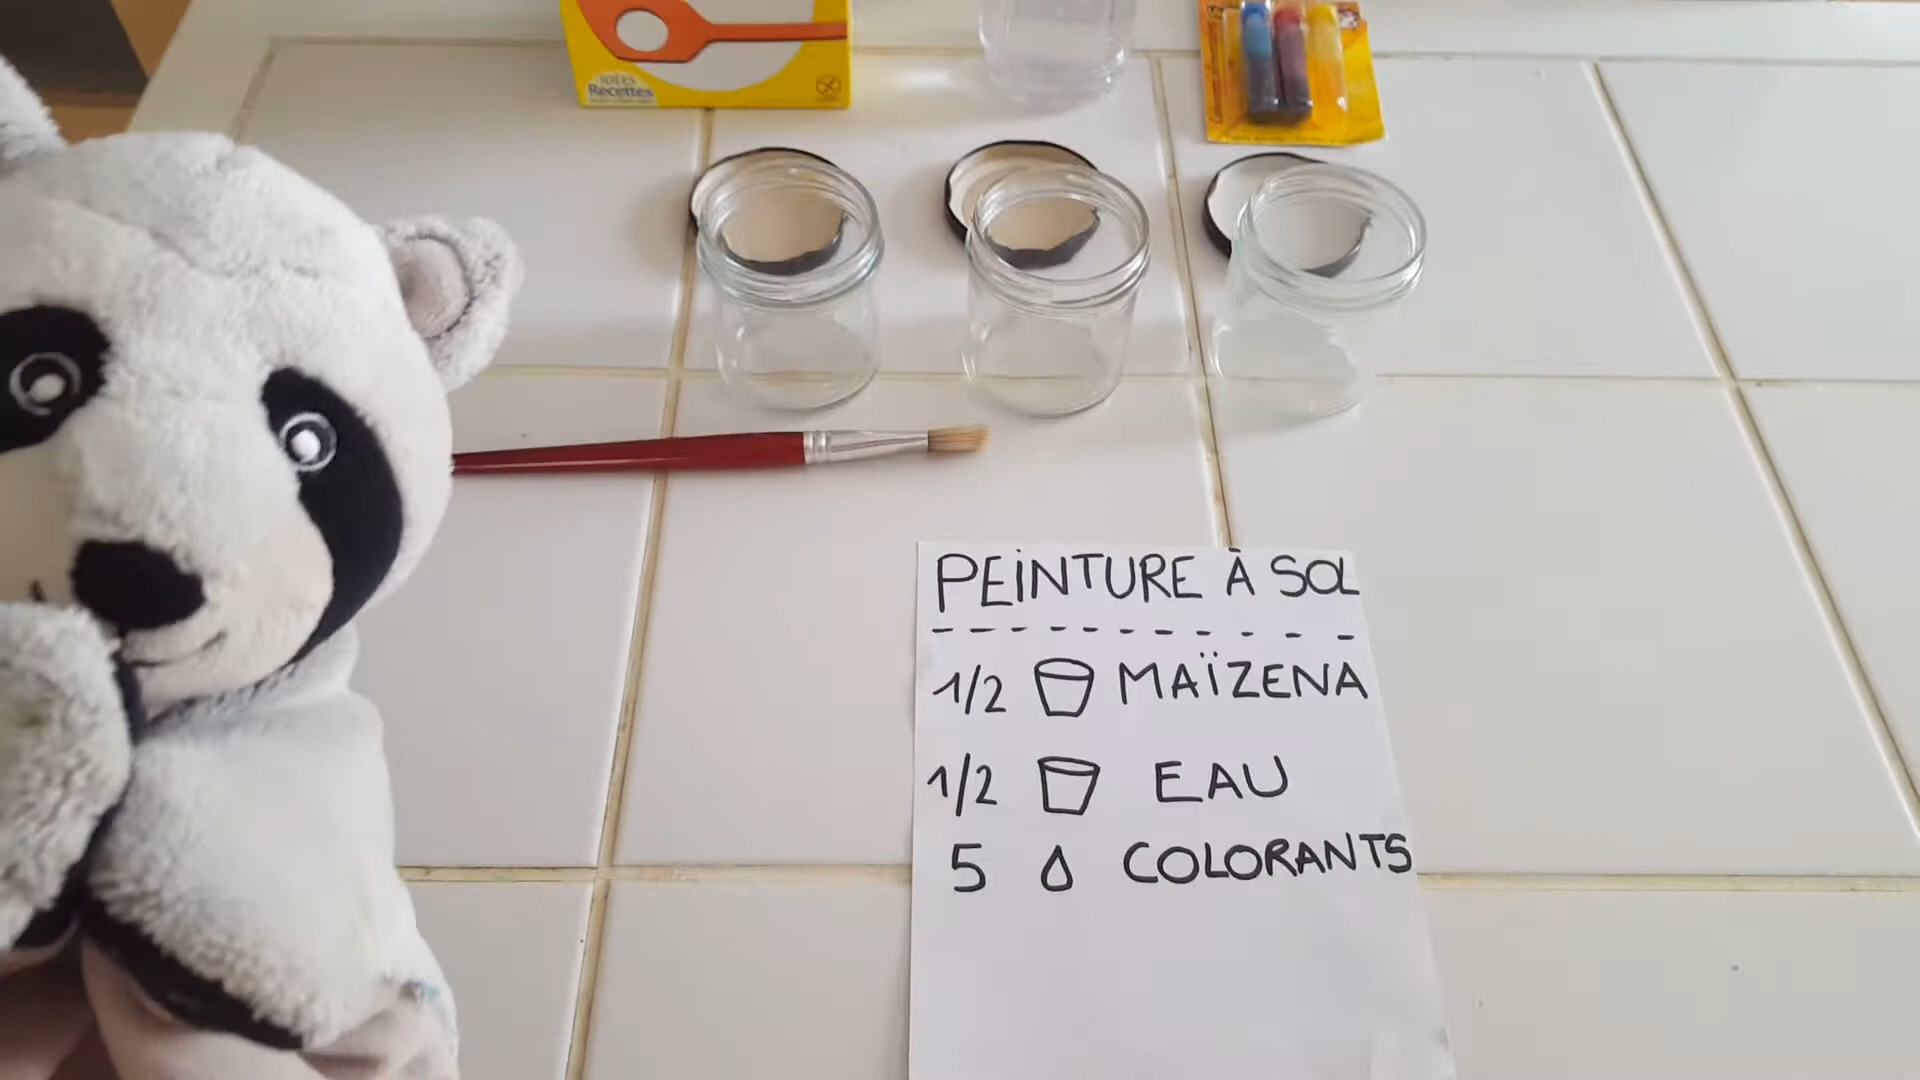 IDÉES
Recettes
PEINTURE À SOL
1/2 MAÏZENA
1/2 EAU
5 COLORANTS